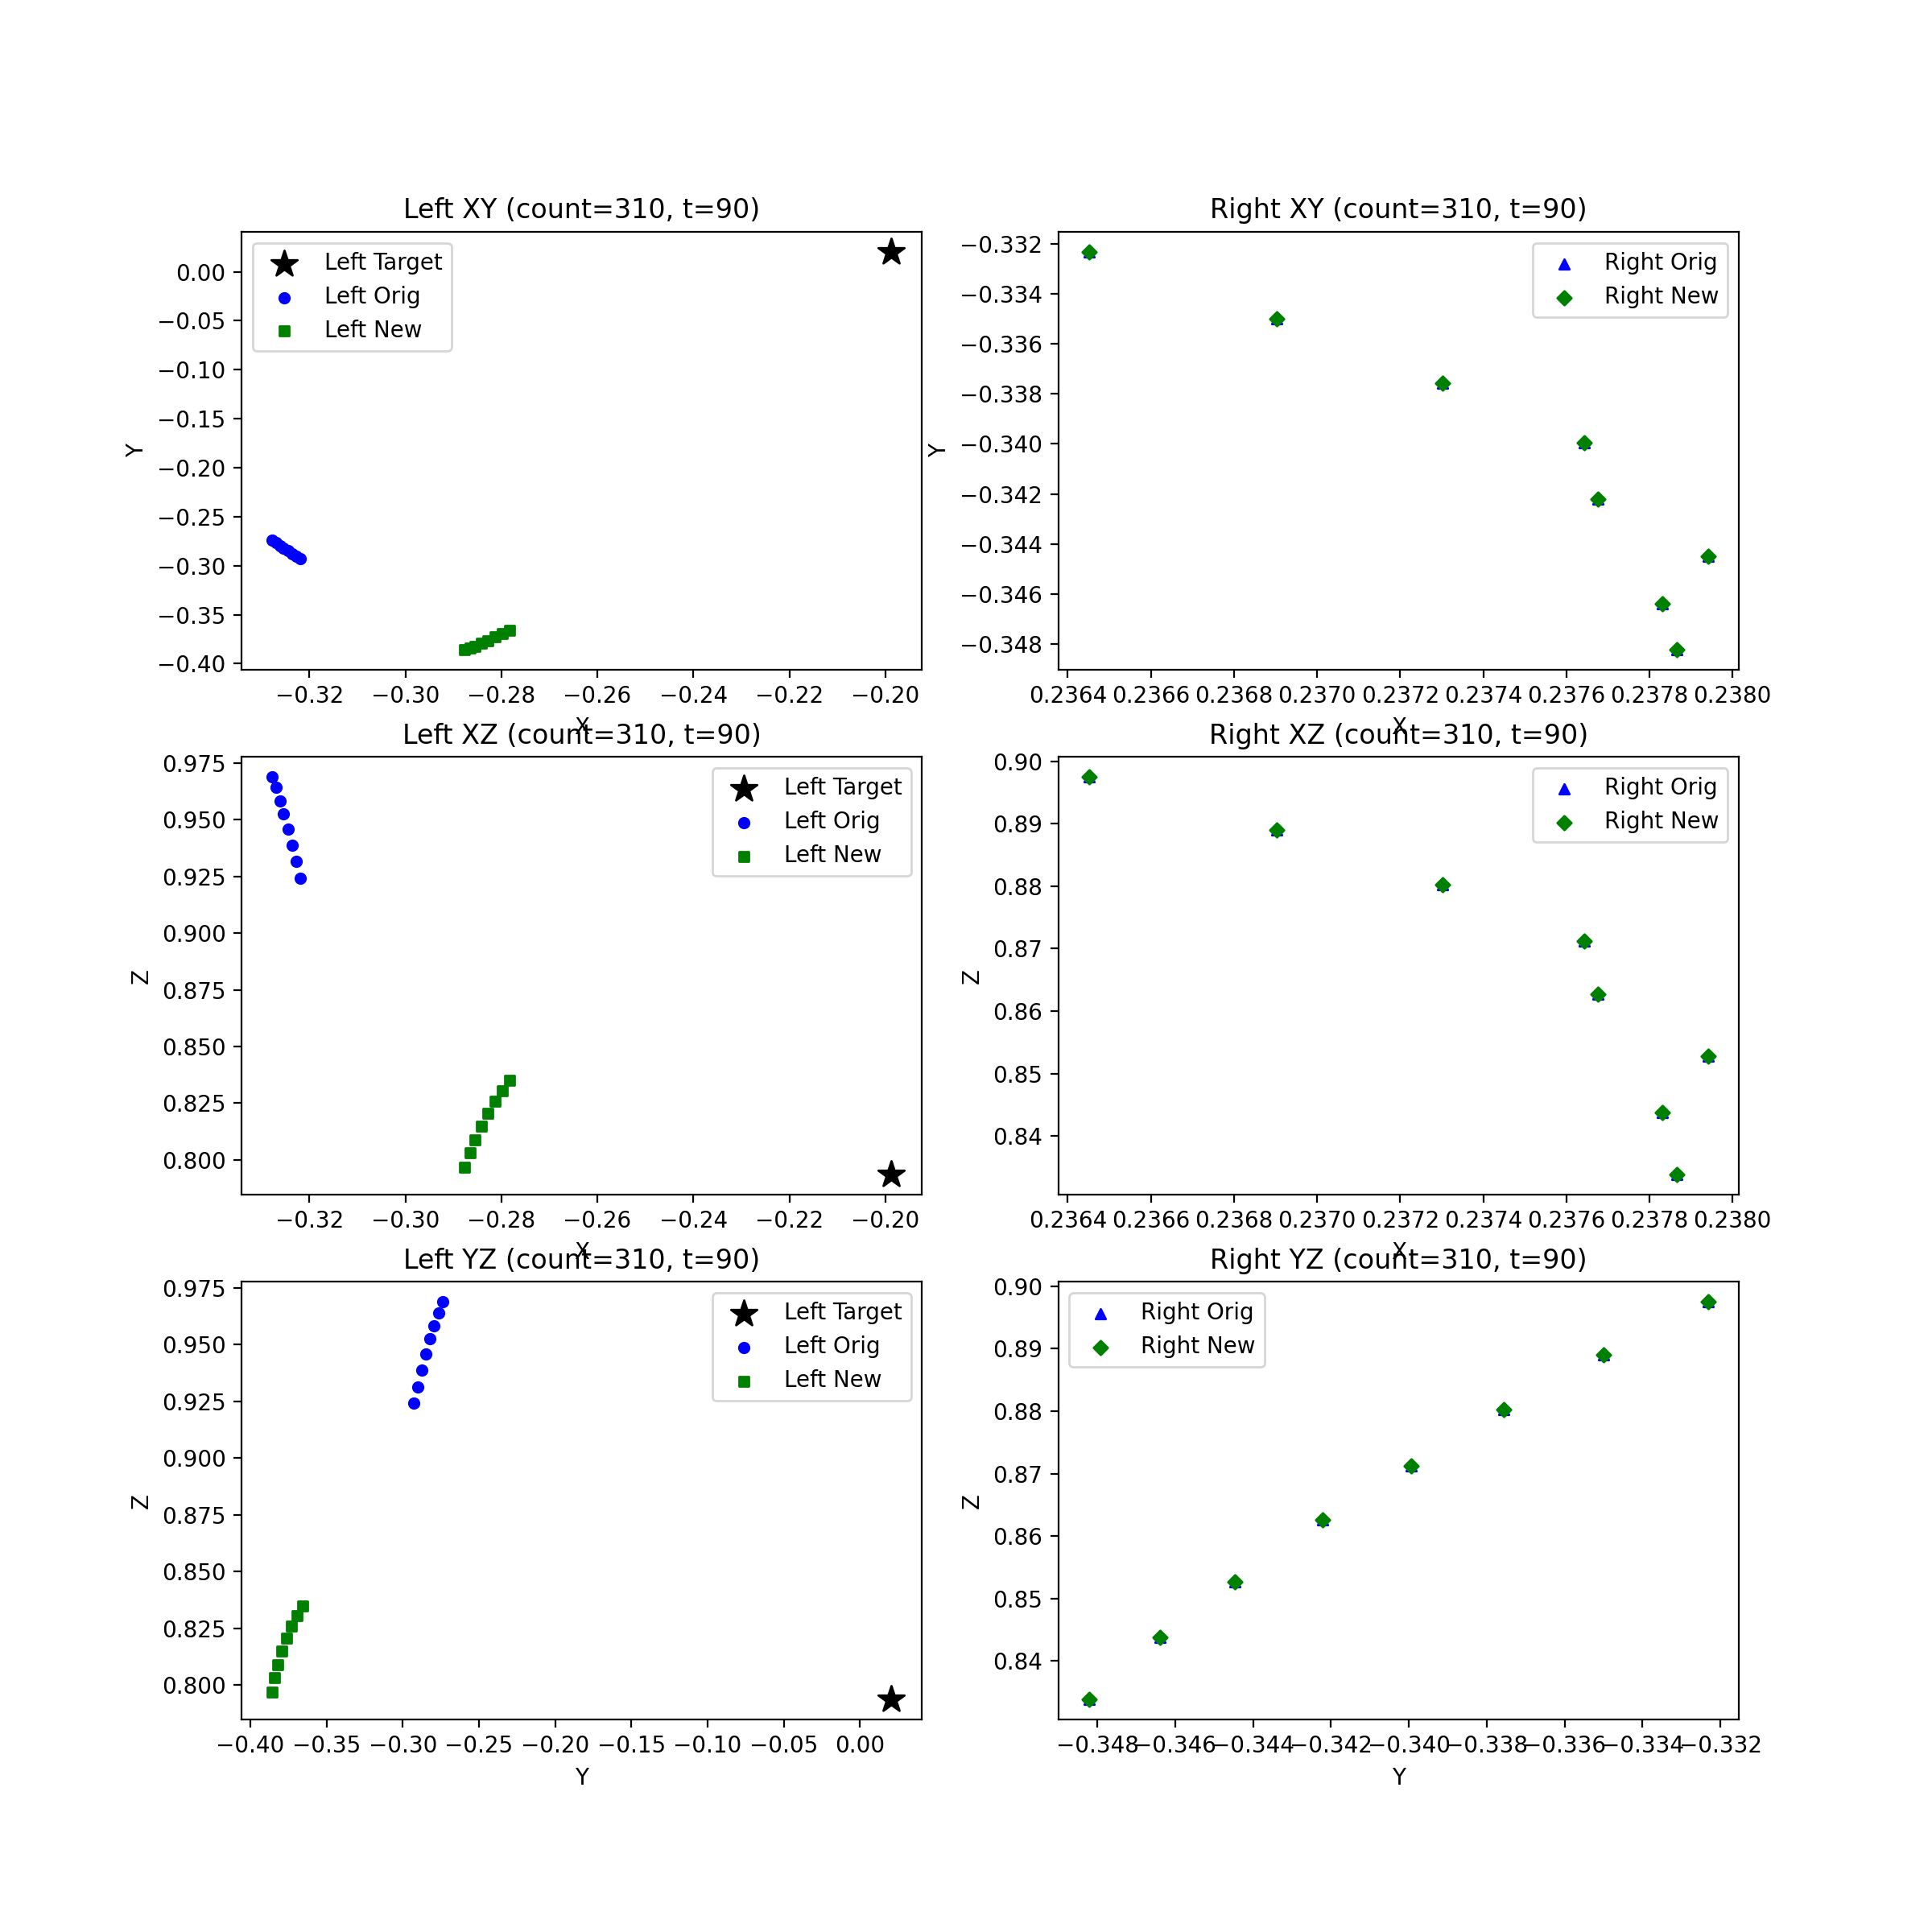 Left XY (count=310, t=90)
Left Target
Left Orig
Left New
0.00
−0.05
−0.10
−0.15
−0.20
−0.25
−0.30
−0.35
−0.40
Y
−0.32 −0.30 −0.28 −0.26 −0.24 −0.22 −0.20
X
Right XY (count=310, t=90)
Right Orig
Right New
−0.332
−0.334
−0.336
−0.338
−0.340
−0.342
−0.344
−0.346
−0.348
Y
0.2364 0.2366 0.2368 0.2370 0.2372 0.2374 0.2376 0.2378 0.2380
X
Left XZ (count=310, t=90)
Left Target
Left Orig
Left New
0.975
0.950
0.925
0.900
0.875
0.850
0.825
0.800
Z
−0.32 −0.30 −0.28 −0.26 −0.24 −0.22 −0.20
X
Right XZ (count=310, t=90)
Right Orig
Right New
0.90
0.89
0.88
0.87
0.86
0.85
0.84
Z
0.2364 0.2366 0.2368 0.2370 0.2372 0.2374 0.2376 0.2378 0.2380
X
Left YZ (count=310, t=90)
Left Target
Left Orig
Left New
0.975
0.950
0.925
0.900
0.875
0.850
0.825
0.800
Z
−0.40 −0.35 −0.30 −0.25 −0.20 −0.15 −0.10 −0.05 0.00
Y
Right YZ (count=310, t=90)
Right Orig
Right New
0.90
0.89
0.88
0.87
0.86
0.85
0.84
Z
−0.348 −0.346 −0.344 −0.342 −0.340 −0.338 −0.336 −0.334 −0.332
Y